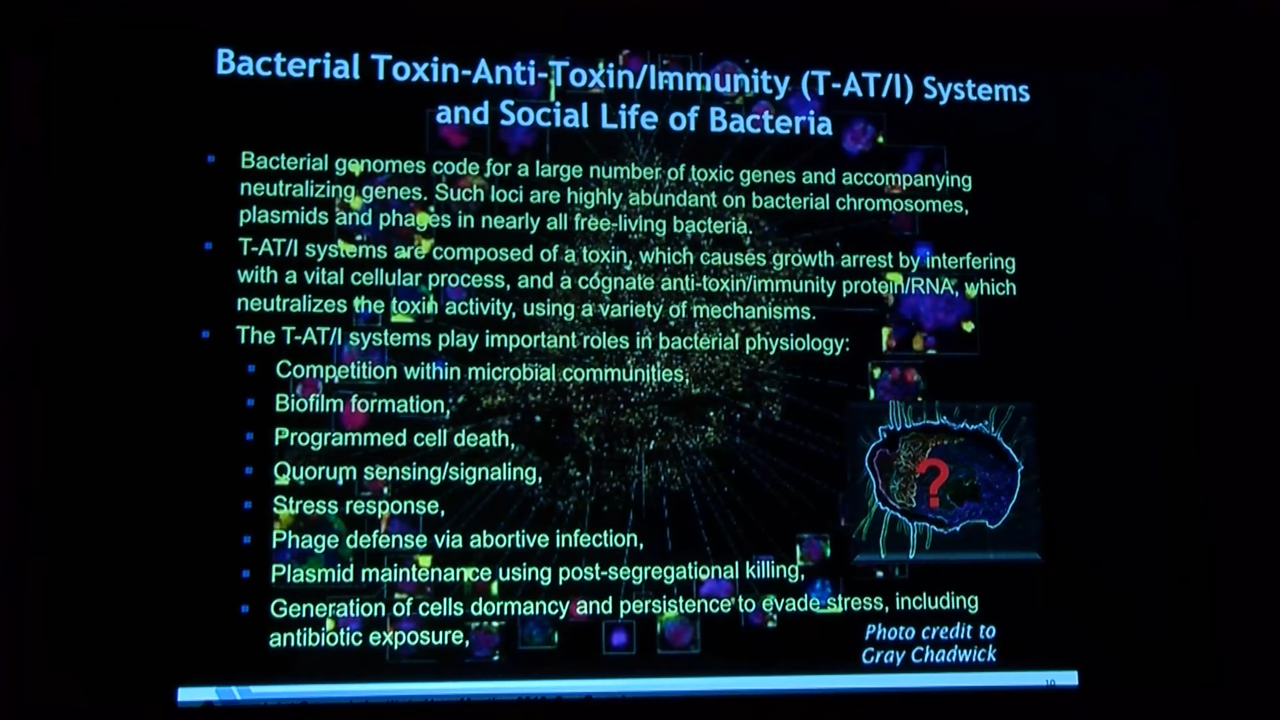 Bacterial Toxin-Anti-Toxin/Immunity (T-AT/I) Systems
and Social Life of Bacteria
Bacterial genomes code for a large number of toxic genes and accompanying
neutralizing genes. Such loci are highly abundant on bacterial chromosomes,
plasmids and phages in nearly all free-living bacteria.
T-AT/I systems are composed of a toxin, which causes growth arrest by interfering
with a vital cellular process, and a cognate anti-toxin/immunity protein/RNA, which
neutralizes the toxin activity, using a variety of mechanisms.
The T-AT/I systems play important roles in bacterial physiology:
Competition within microbial communities,
Biofilm formation,
Programmed cell death,
Quorum sensing/signaling,
Stress response,
Phage defense via abortive infection,
Plasmid maintenance using post-segregational killing,
Generation of cells dormancy and persistence to evade stress, including
antibiotic exposure,
?
Photo credit to
Gray Chadwick
10